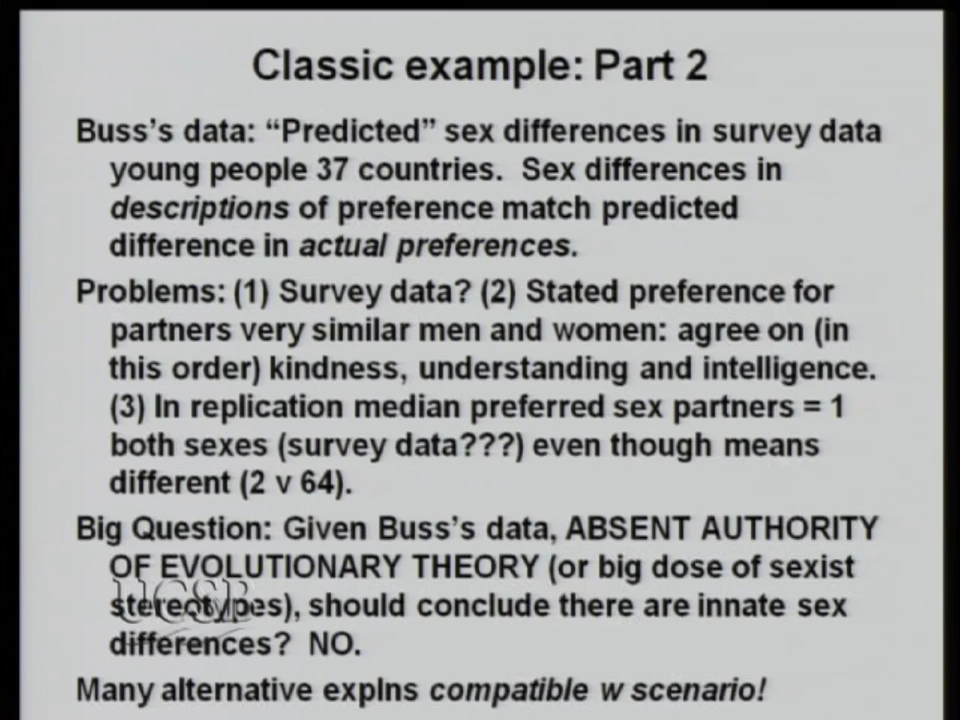 Classic example: Part 2
Buss's data: “Predicted” sex differences in survey data
young people 37 countries. Sex differences in
descriptions of preference match predicted
difference in actual preferences.
Problems: (1) Survey data? (2) Stated preference for
partners very similar men and women: agree on (in
this order) kindness, understanding and intelligence.
(3) In replication median preferred sex partners = 1
both sexes (survey data???) even though means
different (2 v 64).
Big Question: Given Buss's data, ABSENT AUTHORITY
OF EVOLUTIONARY THEORY (or big dose of sexist
stereotypes), should conclude there are innate sex
differences? NO.
Many alternative explns compatible w scenario!
UCSB